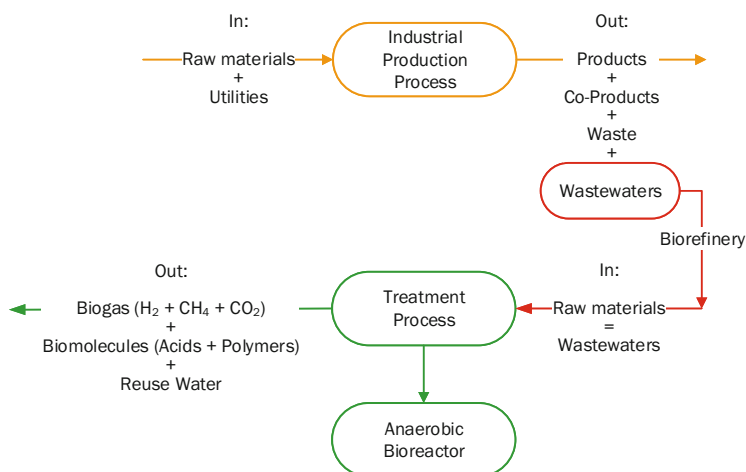 In:
Raw materials
+
Utilities
Industrial
Production
Process
Out:
Products
+
Co-Products
+
Waste
+
Wastewaters
Biorefinery
In:
Raw materials
=
Wastewaters
Treatment
Process
Anaerobic
Bioreactor
Out:
Biogas (H₂ + CH₄ + CO₂)
+
Biomolecules (Acids + Polymers)
+
Reuse Water